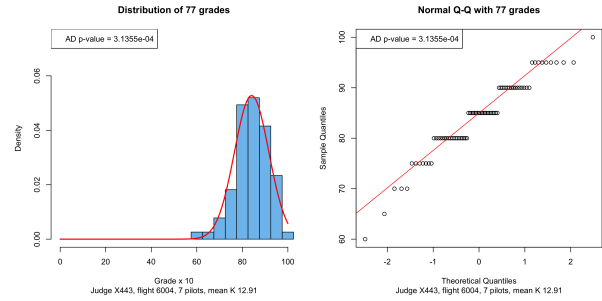 Distribution of 77 grades
AD p-value = 3.1355e-04
Density
0.00
0.02
0.04
0.06
0
20
40
60
80
100
Grade x 10
Judge X443, flight 6004, 7 pilots, mean K 12.91
Normal Q-Q with 77 grades
AD p-value = 3.1355e-04
Sample Quantiles
60
70
80
90
100
-2
-1
0
1
2
Theoretical Quantiles
Judge X443, flight 6004, 7 pilots, mean K 12.91